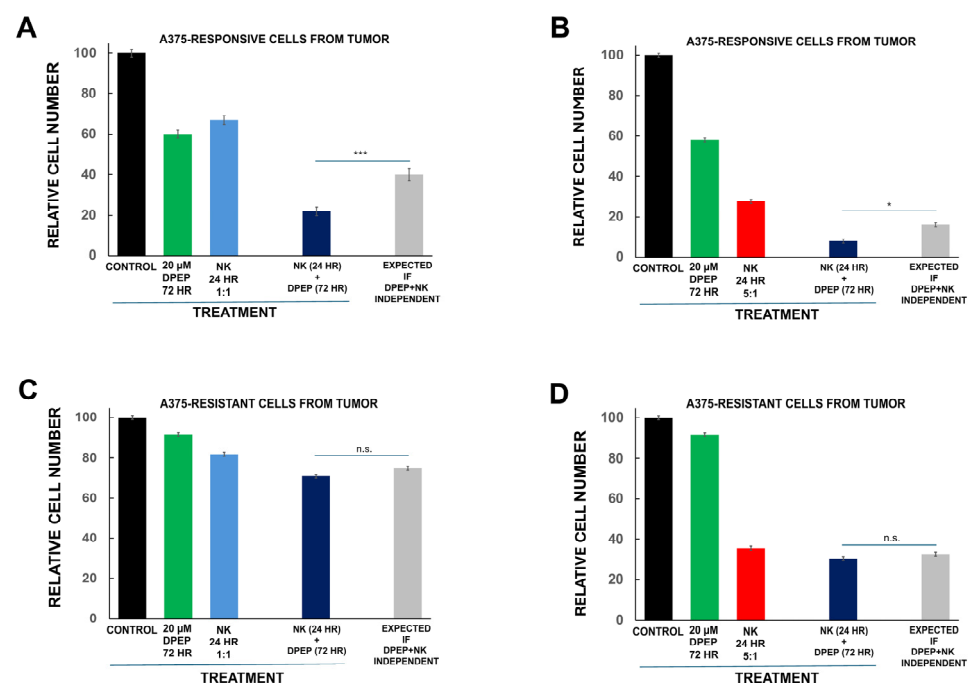 A
A375-RESPONSIVE CELLS FROM TUMOR
RELATIVE CELL NUMBER
100
80
60
40
20
0
***
CONTROL
20 µM
DPEP
72 HR
NK
24 HR
1:1
NK (24 HR)
+
DPEP (72 HR)
EXPECTED
IF
DPEP+NK
INDEPENDENT
TREATMENT
B
A375-RESPONSIVE CELLS FROM TUMOR
RELATIVE CELL NUMBER
100
80
60
40
20
0
*
CONTROL
20 µM
DPEP
72 HR
NK
24 HR
5:1
NK (24 HR)
+
DPEP (72 HR)
EXPECTED
IF
DPEP+NK
INDEPENDENT
TREATMENT
C
A375-RESISTANT CELLS FROM TUMOR
RELATIVE CELL NUMBER
100
80
60
40
20
0
n.s.
CONTROL
20 µM
DPEP
72 HR
NK
24 HR
1:1
NK (24 HR)
+
DPEP (72 HR)
EXPECTED
IF
DPEP+NK
INDEPENDENT
TREATMENT
D
A375-RESISTANT CELLS FROM TUMOR
RELATIVE CELL NUMBER
100
80
60
40
20
0
n.s.
CONTROL
20 µM
DPEP
72 HR
NK
24 HR
5:1
NK (24 HR)
+
DPEP (72 HR)
EXPECTED
IF
DPEP+NK
INDEPENDENT
TREATMENT